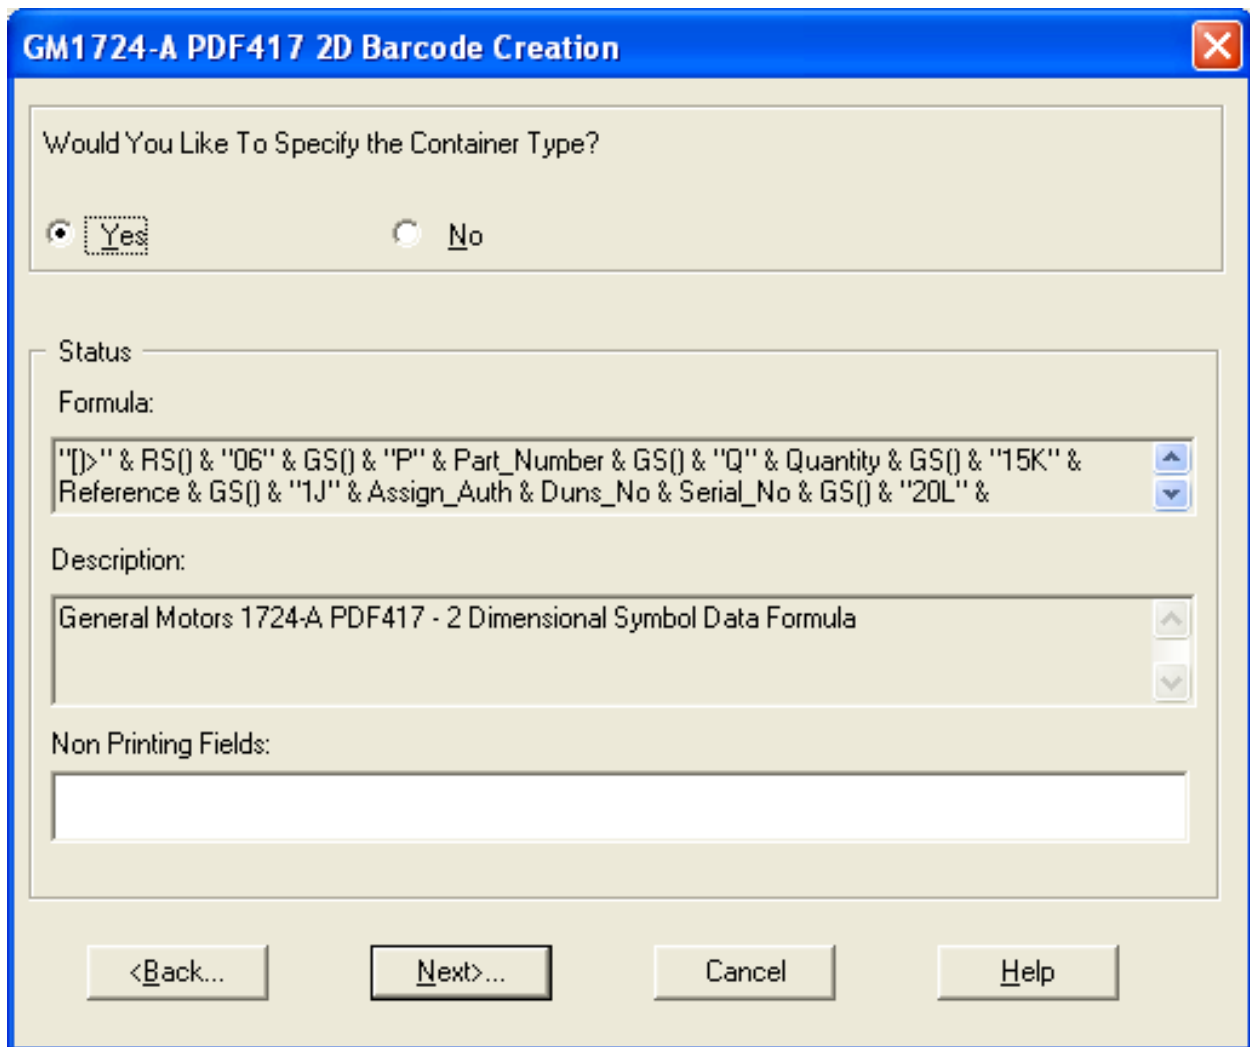 GM1724-A PDF417 2D Barcode Creation
Would You Like To Specify the Container Type?
Yes No
Status
Formula:
"[)>" & RS() & "06" & GS() & "P" & Part_Number & GS() & "Q" & Quantity & GS() & "15K" &
Reference & GS() & "1J" & Assign_Auth & Duns_No & Serial_No & GS() & "20L" &
Description:
General Motors 1724-A PDF417 - 2 Dimensional Symbol Data Formula
Non Printing Fields:
<Back... Next>... Cancel Help